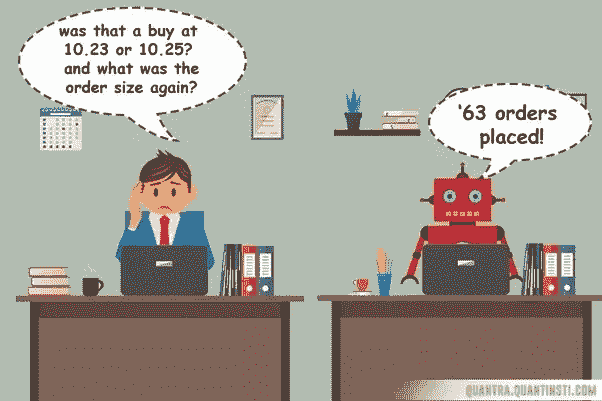 was that a buy at
10.23 or 10.25?
and what was the
order size again?
'63 orders
placed!
QUANTRA.QUANTINSTI.COM